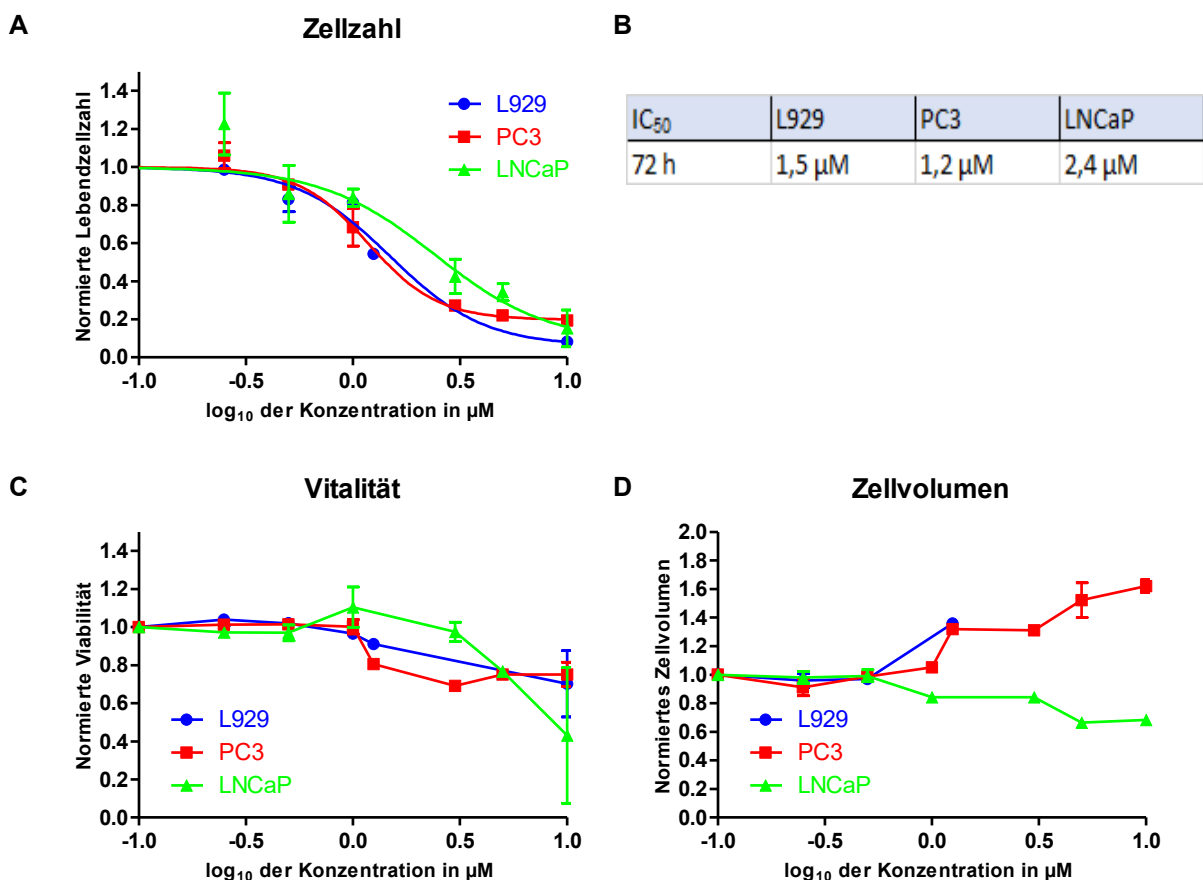 A
Zellzahl
Normierte Lebendzellzahl
1.4
1.2
1.0
0.8
0.6
0.4
0.2
0.0
L929
PC3
LNCaP
-1.0 -0.5 0.0 0.5 1.0
log₁₀ der Konzentration in µM
B
IC₅₀ L929 PC3 LNCaP
72 h 1,5 µM 1,2 µM 2,4 µM
C
Vitalität
Normierte Viabilität
1.4
1.2
1.0
0.8
0.6
0.4
0.2
0.0
L929
PC3
LNCaP
-1.0 -0.5 0.0 0.5 1.0
log₁₀ der Konzentration in µM
D
Zellvolumen
Normiertes Zellvolumen
2.0
1.8
1.6
1.4
1.2
1.0
0.8
0.6
0.4
0.2
0.0
L929
PC3
LNCaP
-1.0 -0.5 0.0 0.5 1.0
log₁₀ der Konzentration in µM